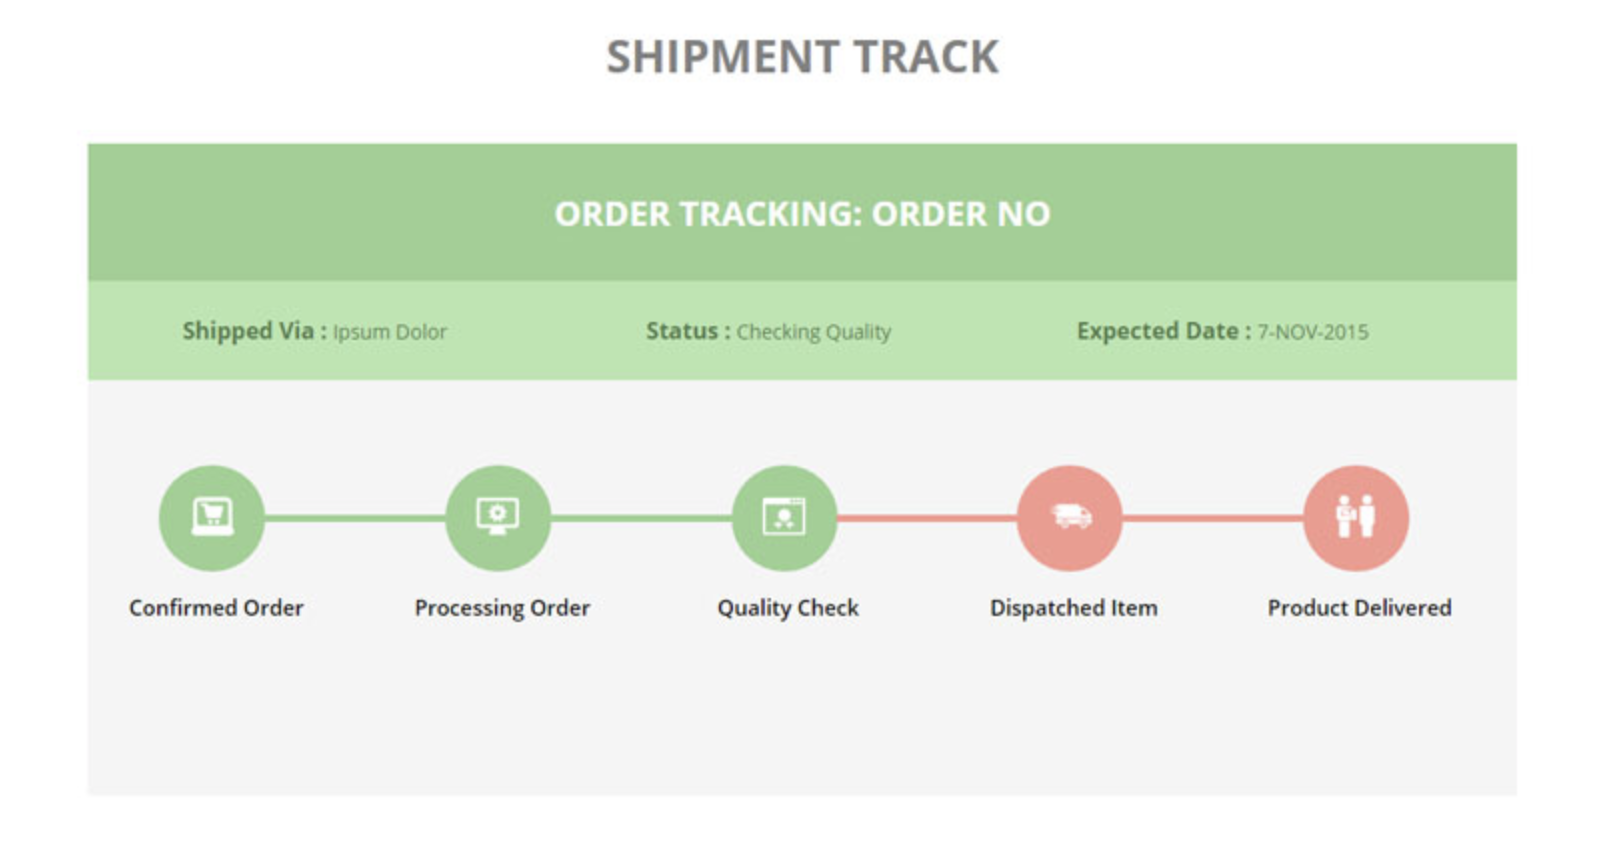 SHIPMENT TRACK
ORDER TRACKING: ORDER NO
Shipped Via : Ipsum Dolor
Status : Checking Quality
Expected Date : 7-NOV-2015
Confirmed Order
Processing Order
Quality Check
Dispatched Item
Product Delivered